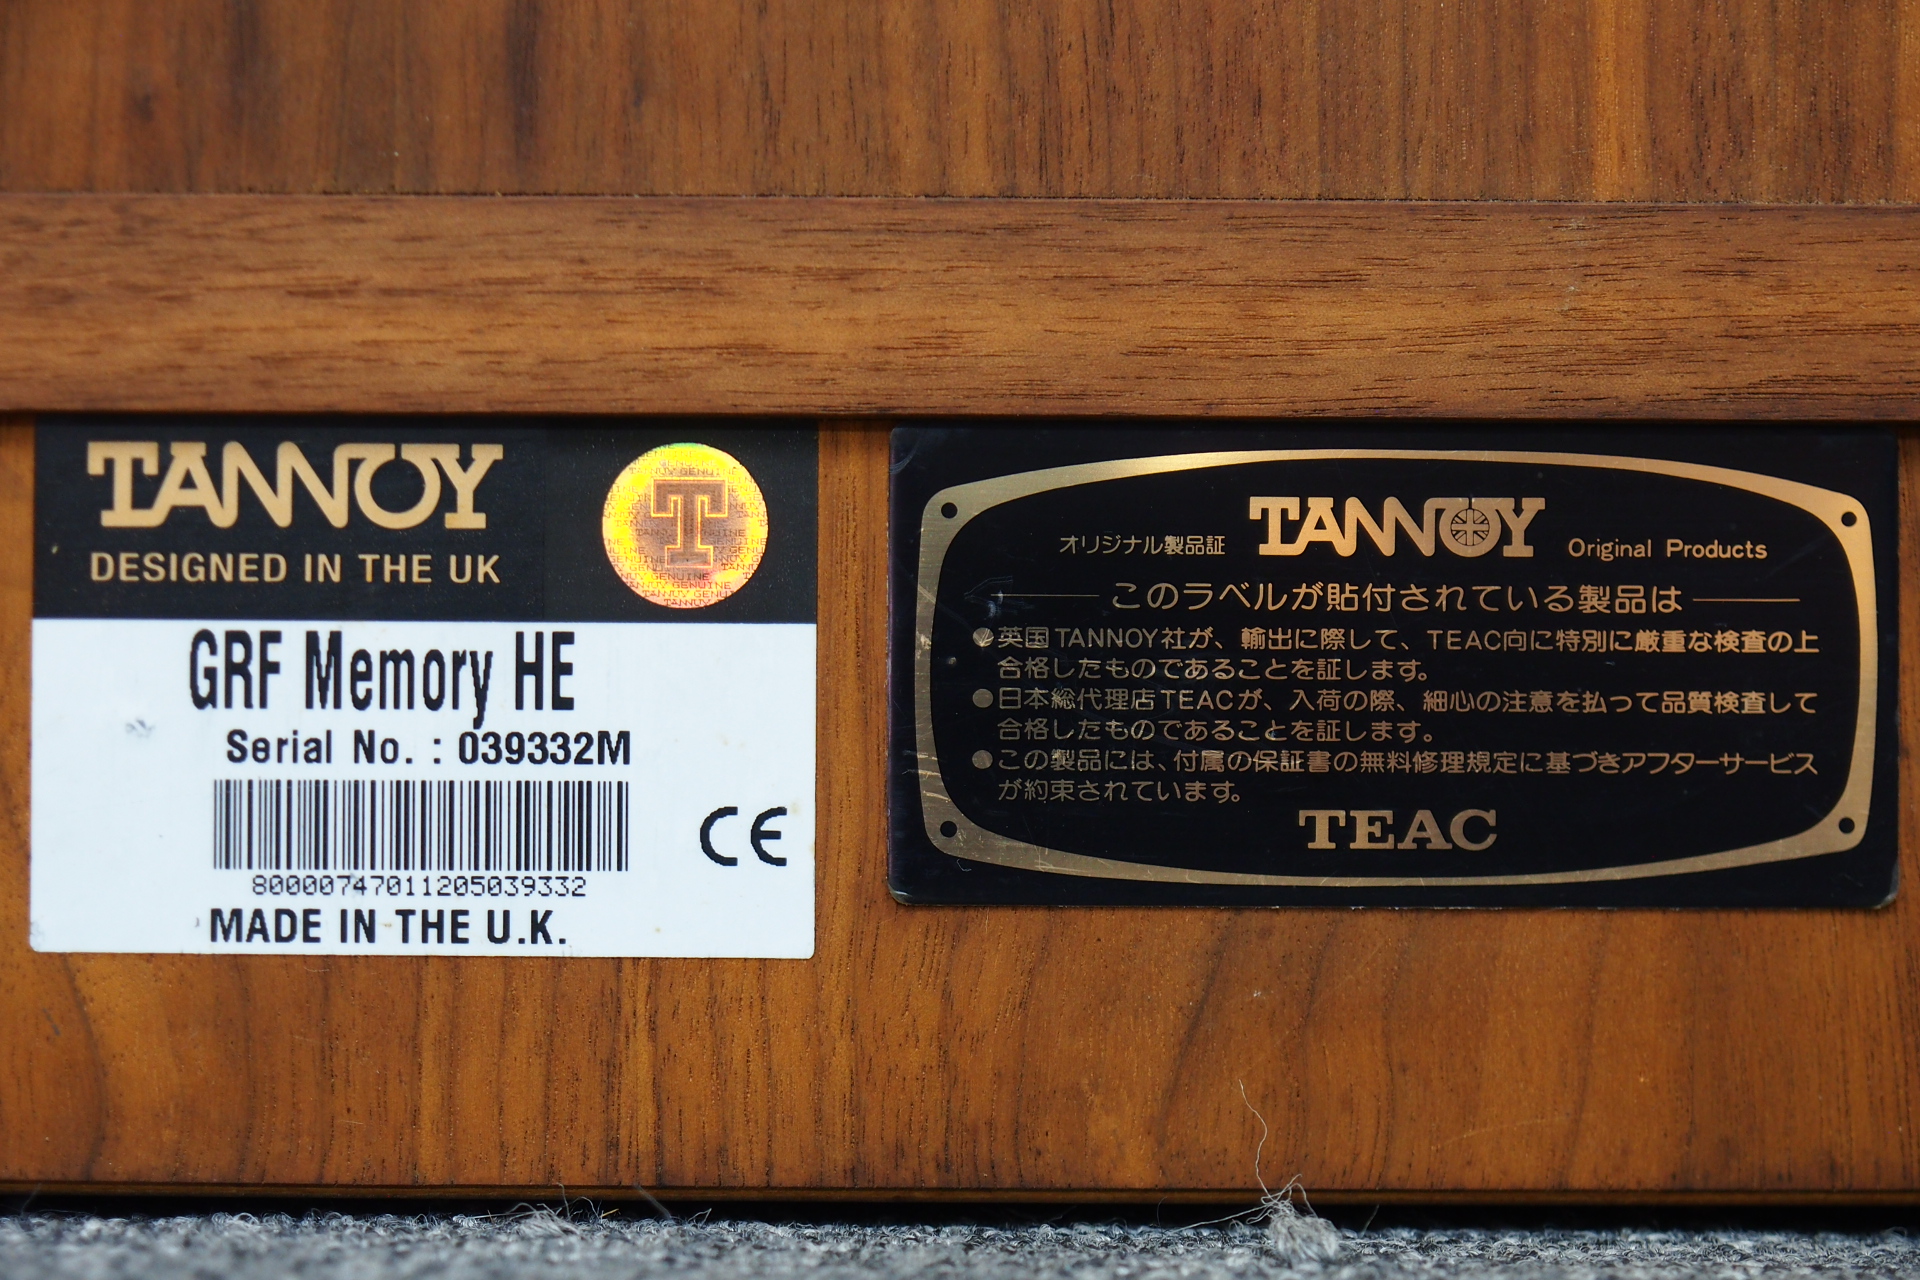 TANNOY
DESIGNED IN THE UK
T
GRF Memory HE
Serial No. : 039332M
80000747011205039332
CE
MADE IN THE U.K.
オリジナル製品証 TANNOY Original Products
このラベルが貼付されている製品は
●英国TANNOY社が、輸出に際して、TEAC向に特別に厳重な検査の上
合格したものであることを証します。
●日本総代理店TEACが、入荷の際、細心の注意を払って品質検査して
合格したものであることを証します。
●この製品には、付属の保証書の無料修理規定に基づきアフターサービス
が約束されています。
TEAC